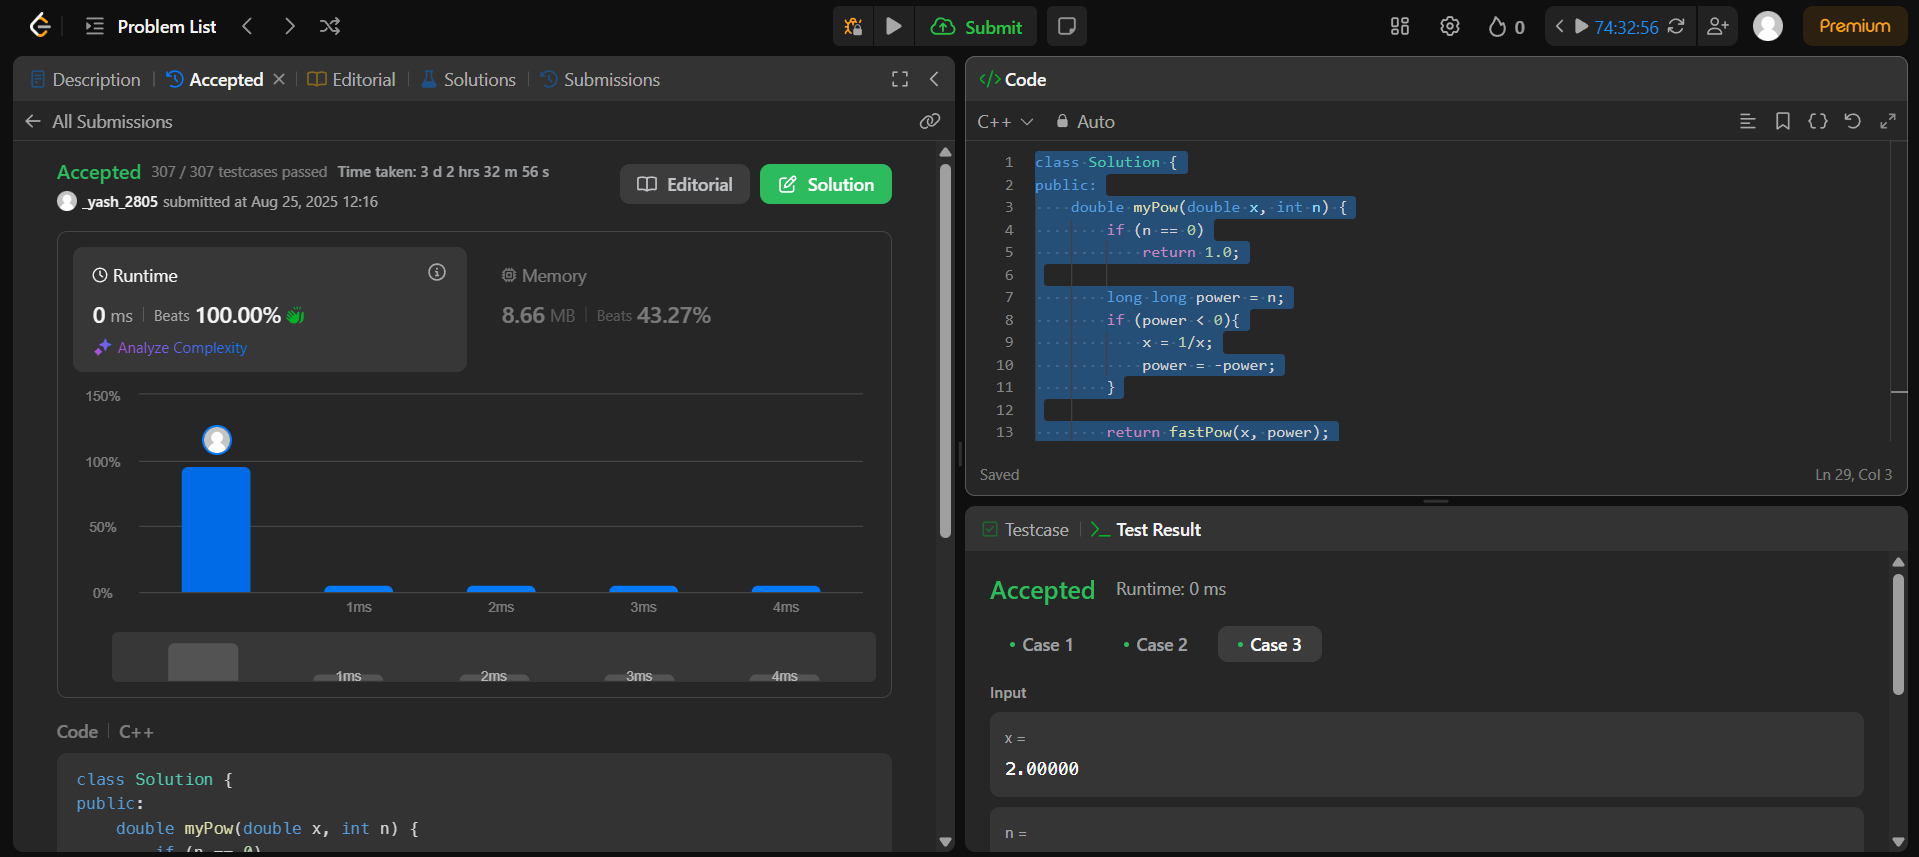 Problem List
Submit
0
74:32:56
Premium
Description
Accepted
Editorial
Solutions
Submissions
All Submissions
Accepted 307 / 307 testcases passed Time taken: 3 d 2 hrs 32 m 56 s
_yash_2805 submitted at Aug 25, 2025 12:16
Editorial
Solution
Runtime
0 ms Beats 100.00%
Analyze Complexity
Memory
8.66 MB Beats 43.27%
150%
100%
50%
0%
1ms
2ms
3ms
4ms
1ms
2ms
3ms
4ms
Code C++
class Solution {
public:
    double myPow(double x, int n) {
        if (n == 0)
</> Code
C++ Auto
1 class Solution {
2 public:
3     double myPow(double x, int n) {
4         if (n == 0)
5             return 1.0;
6
7         long long power = n;
8         if (power < 0){
9             x = 1/x;
10             power = -power;
11         }
12
13         return fastPow(x, power);
Saved
Ln 29, Col 3
Testcase
Test Result
Accepted Runtime: 0 ms
• Case 1
• Case 2
• Case 3
Input
x =
2.00000
n =